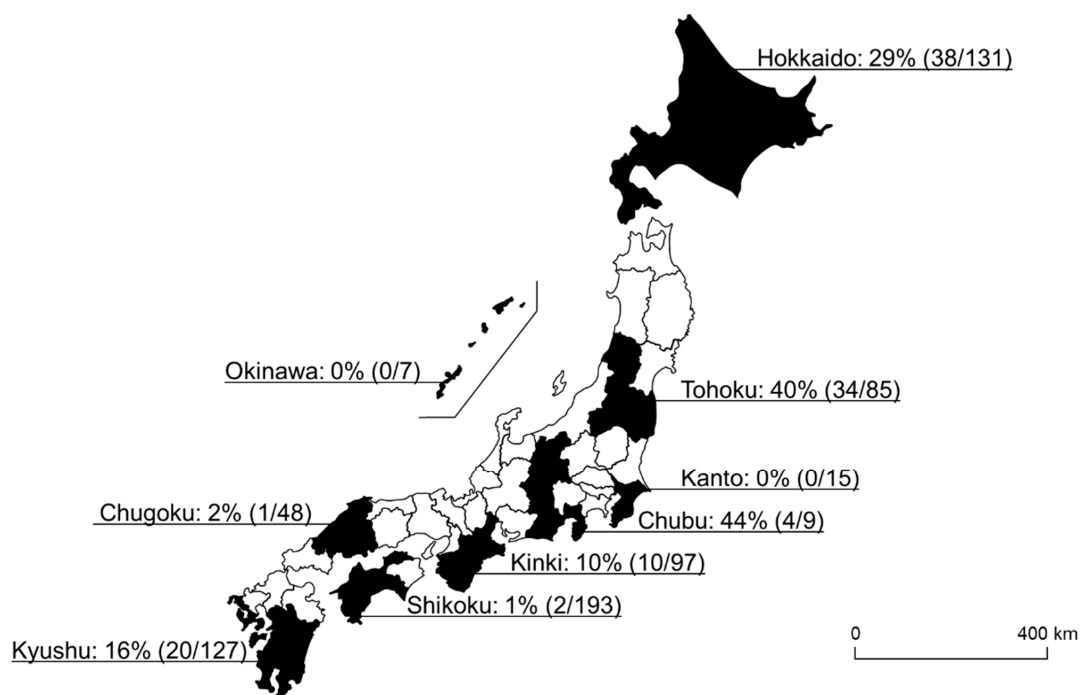 Hokkaido: 29% (38/131)
Okinawa: 0% (0/7)
Tohoku: 40% (34/85)
Kanto: 0% (0/15)
Chugoku: 2% (1/48)
Chubu: 44% (4/9)
Kinki: 10% (10/97)
Shikoku: 1% (2/193)
Kyushu: 16% (20/127)
0 400 km